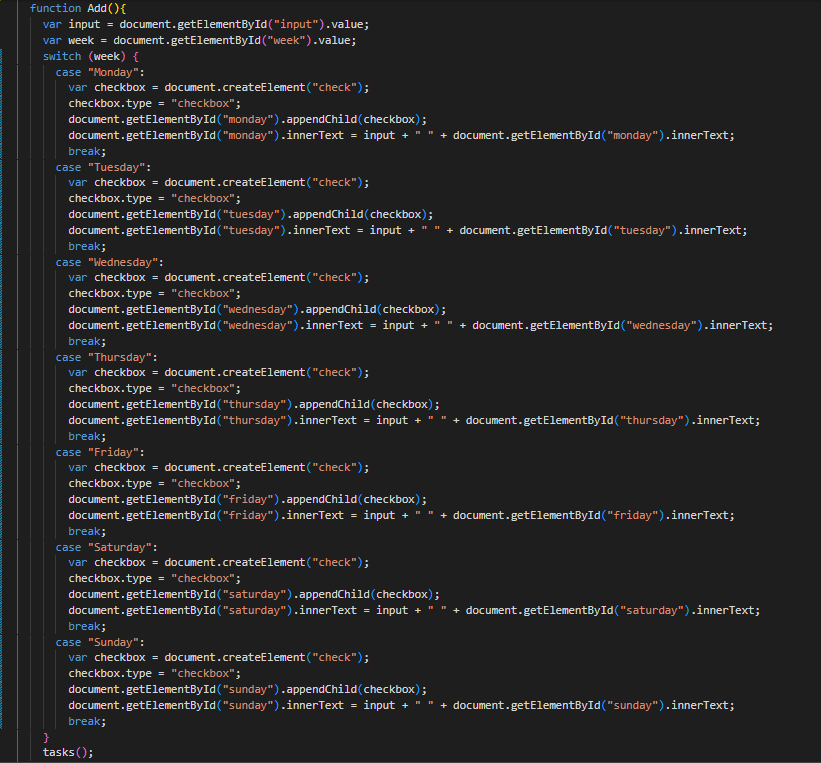 function Add(){
var input = document.getElementById("input").value;
var week = document.getElementById("week").value;
switch (week) {
case "Monday":
var checkbox = document.createElement("check");
checkbox.type = "checkbox";
document.getElementById("monday").appendChild(checkbox);
document.getElementById("monday").innerText = input + " " + document.getElementById("monday").innerText;
break;
case "Tuesday":
var checkbox = document.createElement("check");
checkbox.type = "checkbox";
document.getElementById("tuesday").appendChild(checkbox);
document.getElementById("tuesday").innerText = input + " " + document.getElementById("tuesday").innerText;
break;
case "Wednesday":
var checkbox = document.createElement("check");
checkbox.type = "checkbox";
document.getElementById("wednesday").appendChild(checkbox);
document.getElementById("wednesday").innerText = input + " " + document.getElementById("wednesday").innerText;
break;
case "Thursday":
var checkbox = document.createElement("check");
checkbox.type = "checkbox";
document.getElementById("thursday").appendChild(checkbox);
document.getElementById("thursday").innerText = input + " " + document.getElementById("thursday").innerText;
break;
case "Friday":
var checkbox = document.createElement("check");
checkbox.type = "checkbox";
document.getElementById("friday").appendChild(checkbox);
document.getElementById("friday").innerText = input + " " + document.getElementById("friday").innerText;
break;
case "Saturday":
var checkbox = document.createElement("check");
checkbox.type = "checkbox";
document.getElementById("saturday").appendChild(checkbox);
document.getElementById("saturday").innerText = input + " " + document.getElementById("saturday").innerText;
break;
case "Sunday":
var checkbox = document.createElement("check");
checkbox.type = "checkbox";
document.getElementById("sunday").appendChild(checkbox);
document.getElementById("sunday").innerText = input + " " + document.getElementById("sunday").innerText;
break;
}
tasks();